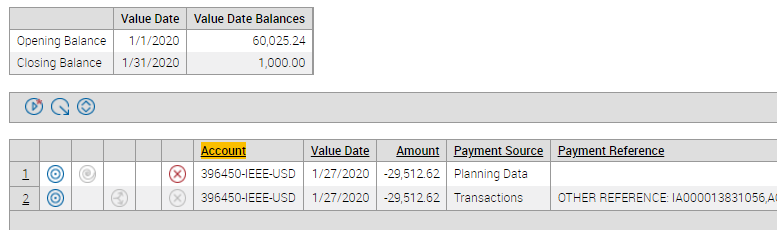 Value Date Value Date Balances
Opening Balance 1/1/2020 60,025.24
Closing Balance 1/31/2020 1,000.00
Account Value Date Amount Payment Source Payment Reference
1 396450-IEEE-USD 1/27/2020 -29,512.62 Planning Data
2 396450-IEEE-USD 1/27/2020 -29,512.62 Transactions OTHER REFERENCE: IA000013831056,A